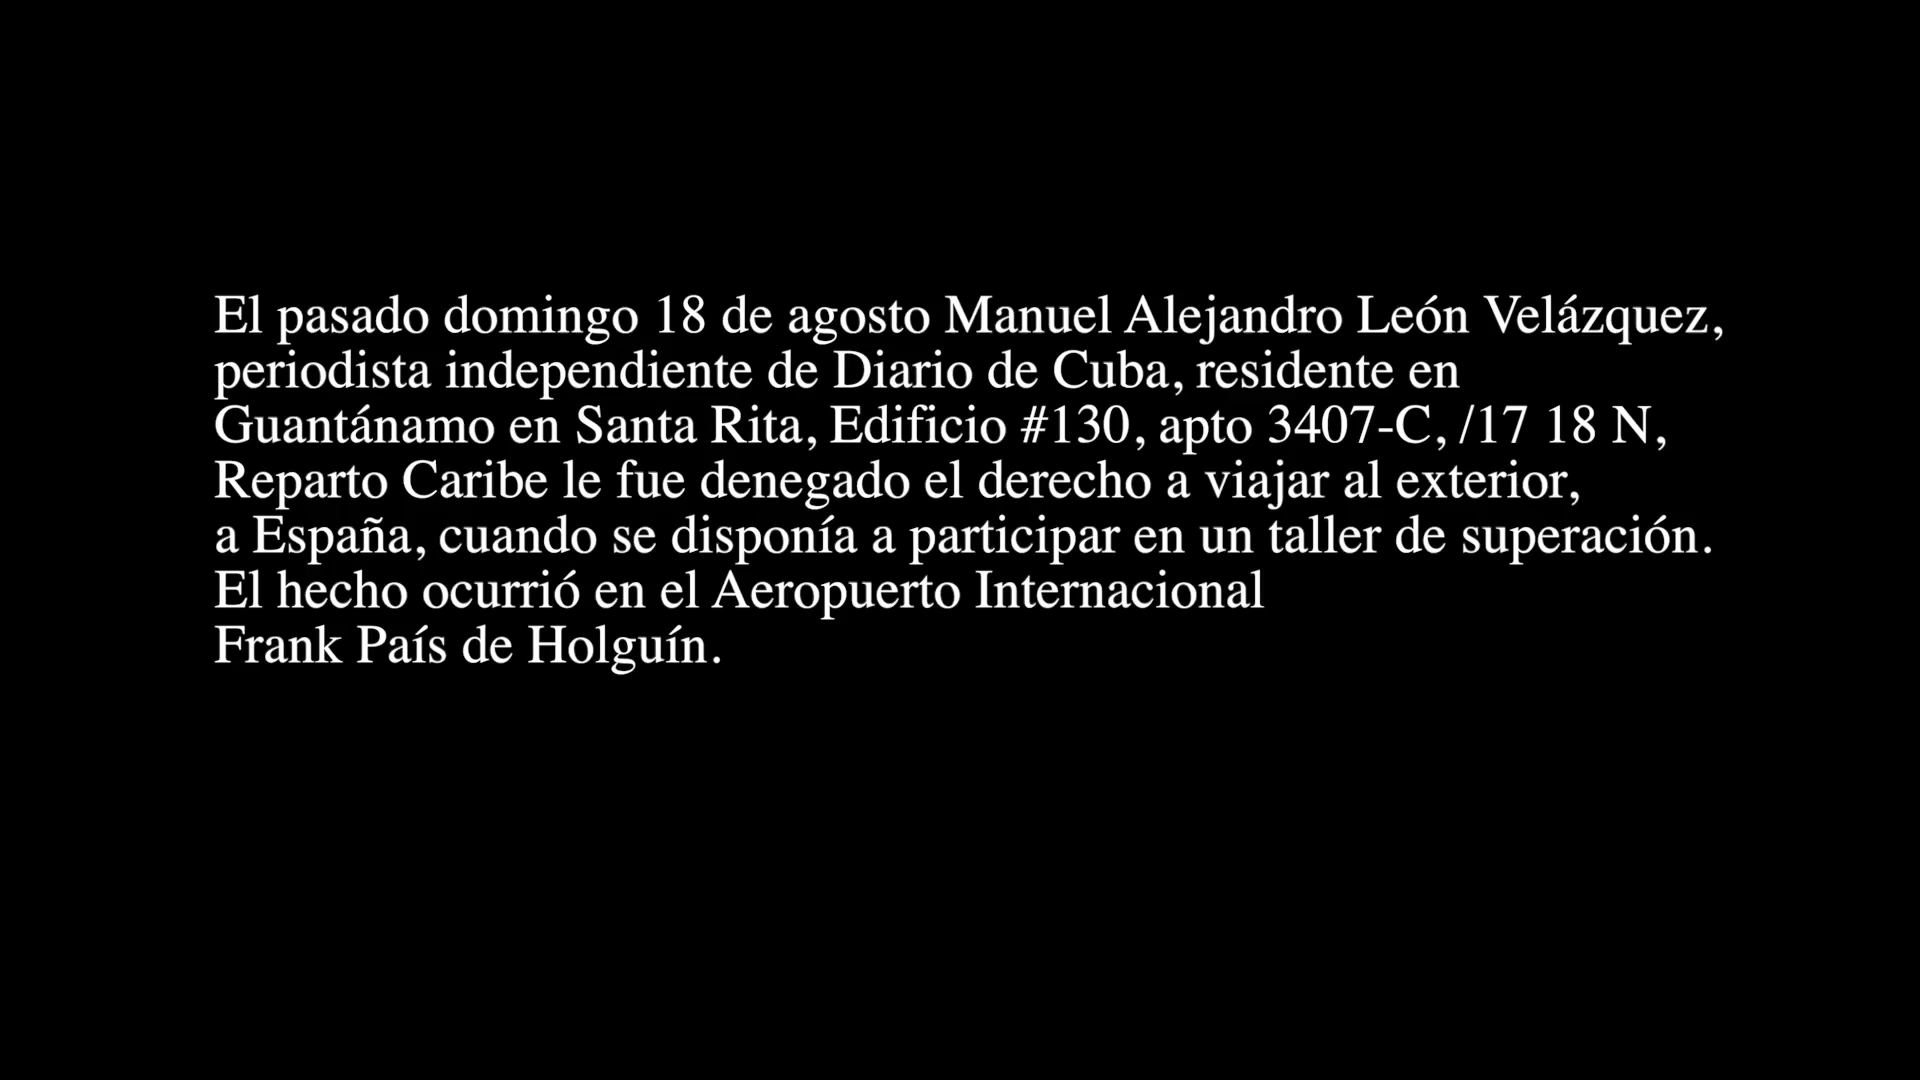 El pasado domingo 18 de agosto Manuel Alejandro León Velázquez,
periodista independiente de Diario de Cuba, residente en
Guantánamo en Santa Rita, Edificio #130, apto 3407-C, /17 18 N,
Reparto Caribe le fue denegado el derecho a viajar al exterior,
a España, cuando se disponía a participar en un taller de superación.
El hecho ocurrió en el Aeropuerto Internacional
Frank País de Holguín.